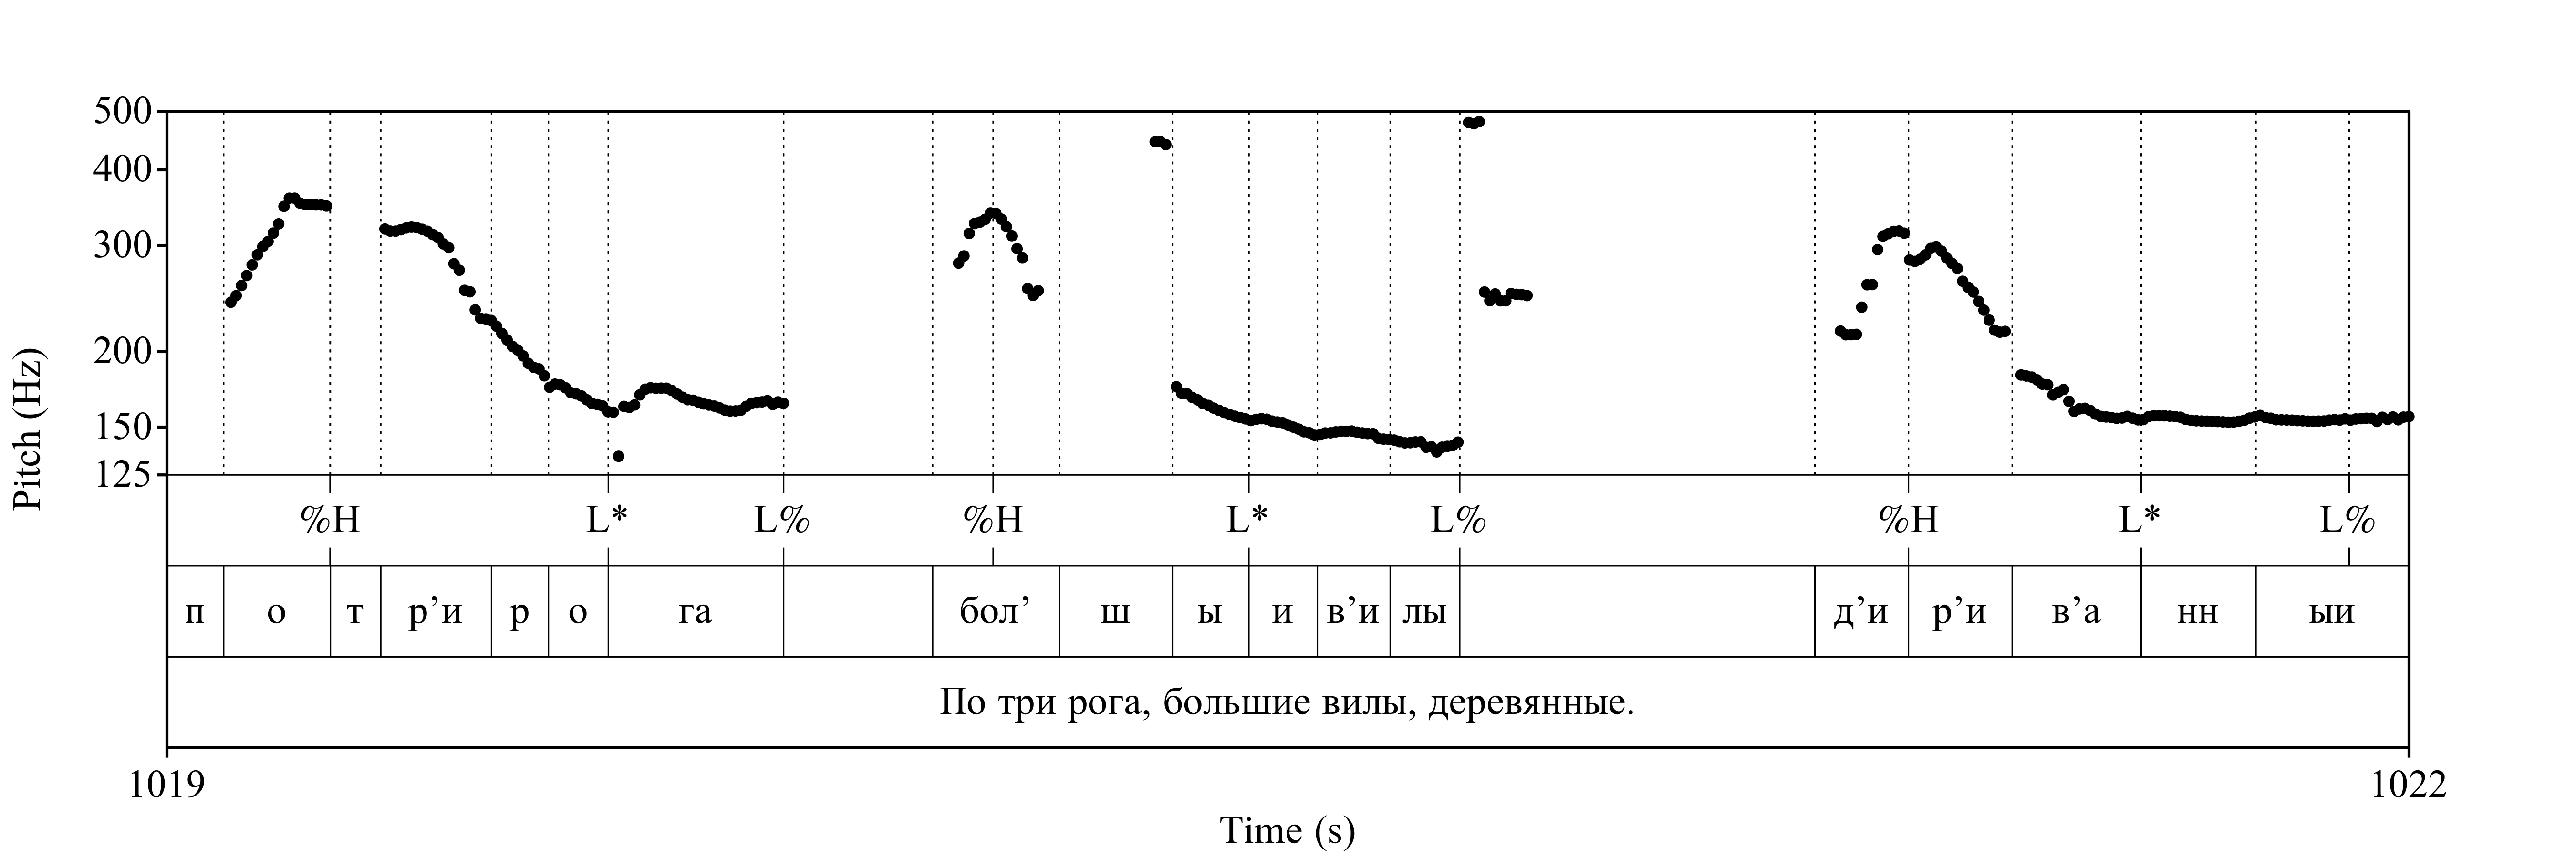 500
400
300
200
150
125
Pitch (Hz)
%H L* L% %H L* L% %H L* L%
п о т р’и р о га бол’ ш ы и в’и лы д’и р’и в’а нн ыи
По три рога, большие вилы, деревянные.
1019 1022
Time (s)